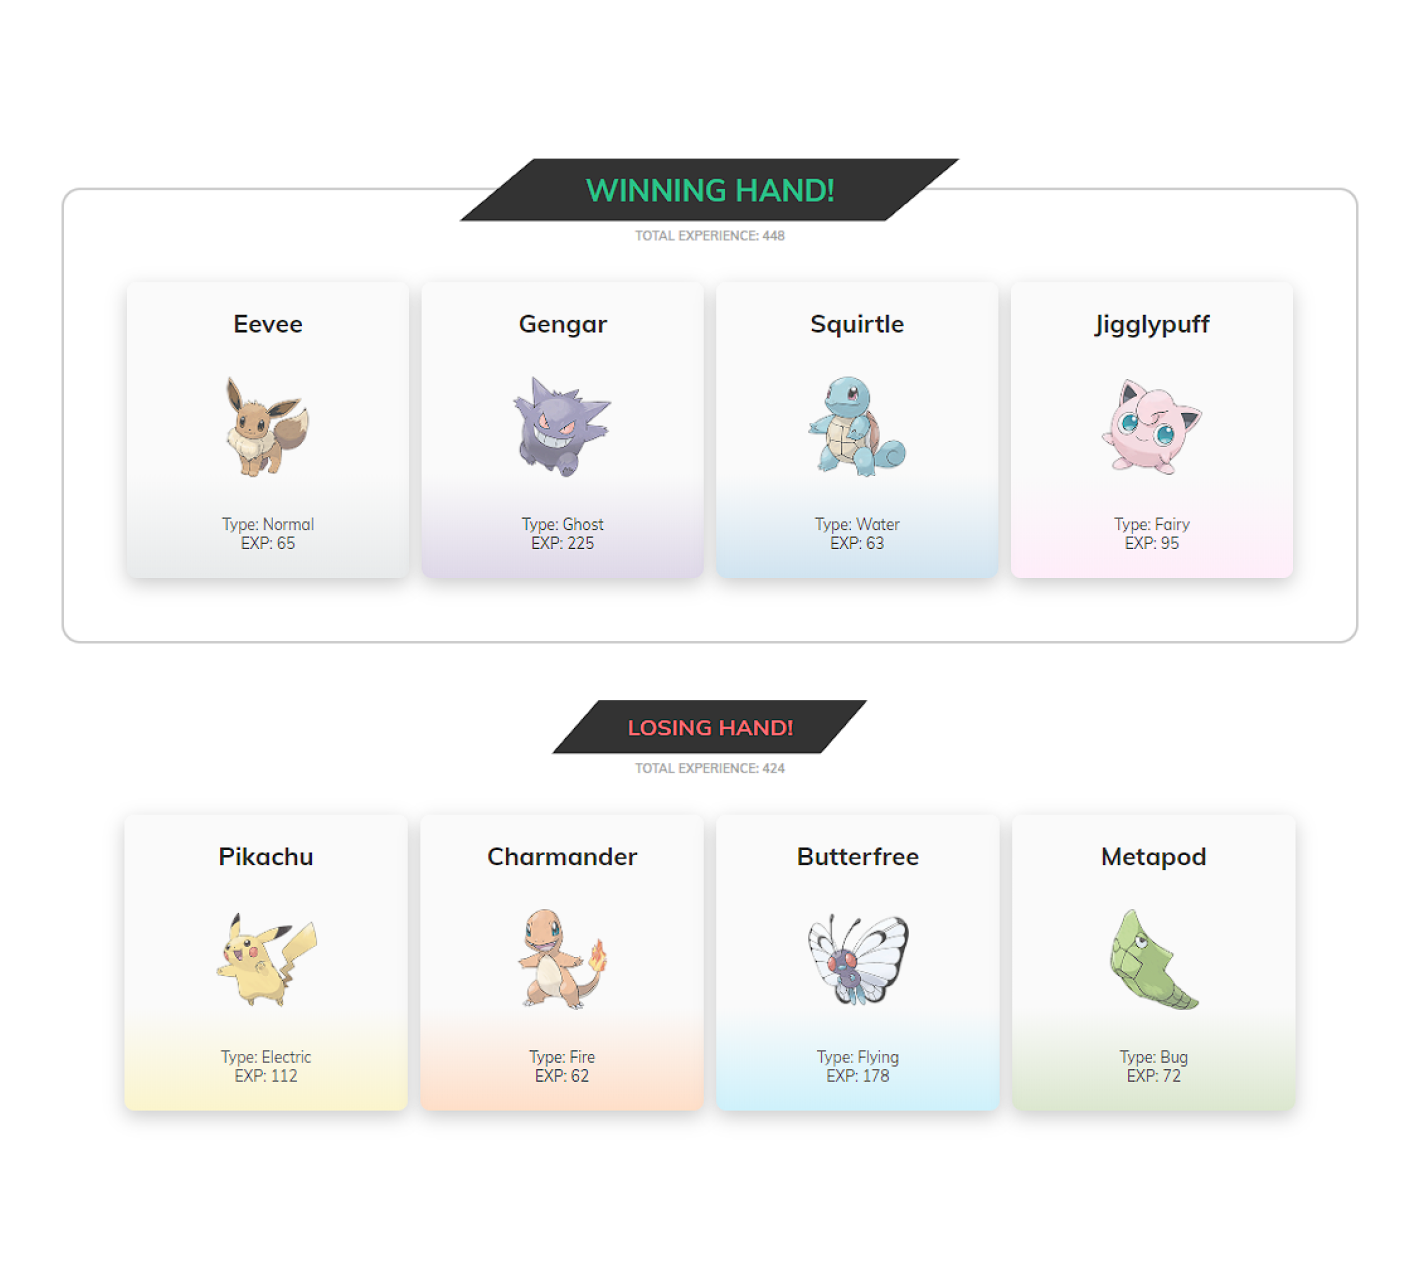 WINNING HAND!
TOTAL EXPERIENCE: 448
Eevee
Type: Normal
EXP: 65
Gengar
Type: Ghost
EXP: 225
Squirtle
Type: Water
EXP: 63
Jigglypuff
Type: Fairy
EXP: 95
LOSING HAND!
TOTAL EXPERIENCE: 424
Pikachu
Type: Electric
EXP: 112
Charmander
Type: Fire
EXP: 62
Butterfree
Type: Flying
EXP: 178
Metapod
Type: Bug
EXP: 72